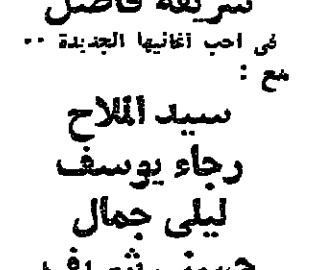 شريفة فاضل
فى احب اغانيها الجديدة ..
مع :
سيد الملاح
رجاء يوسف
ليلى جمال